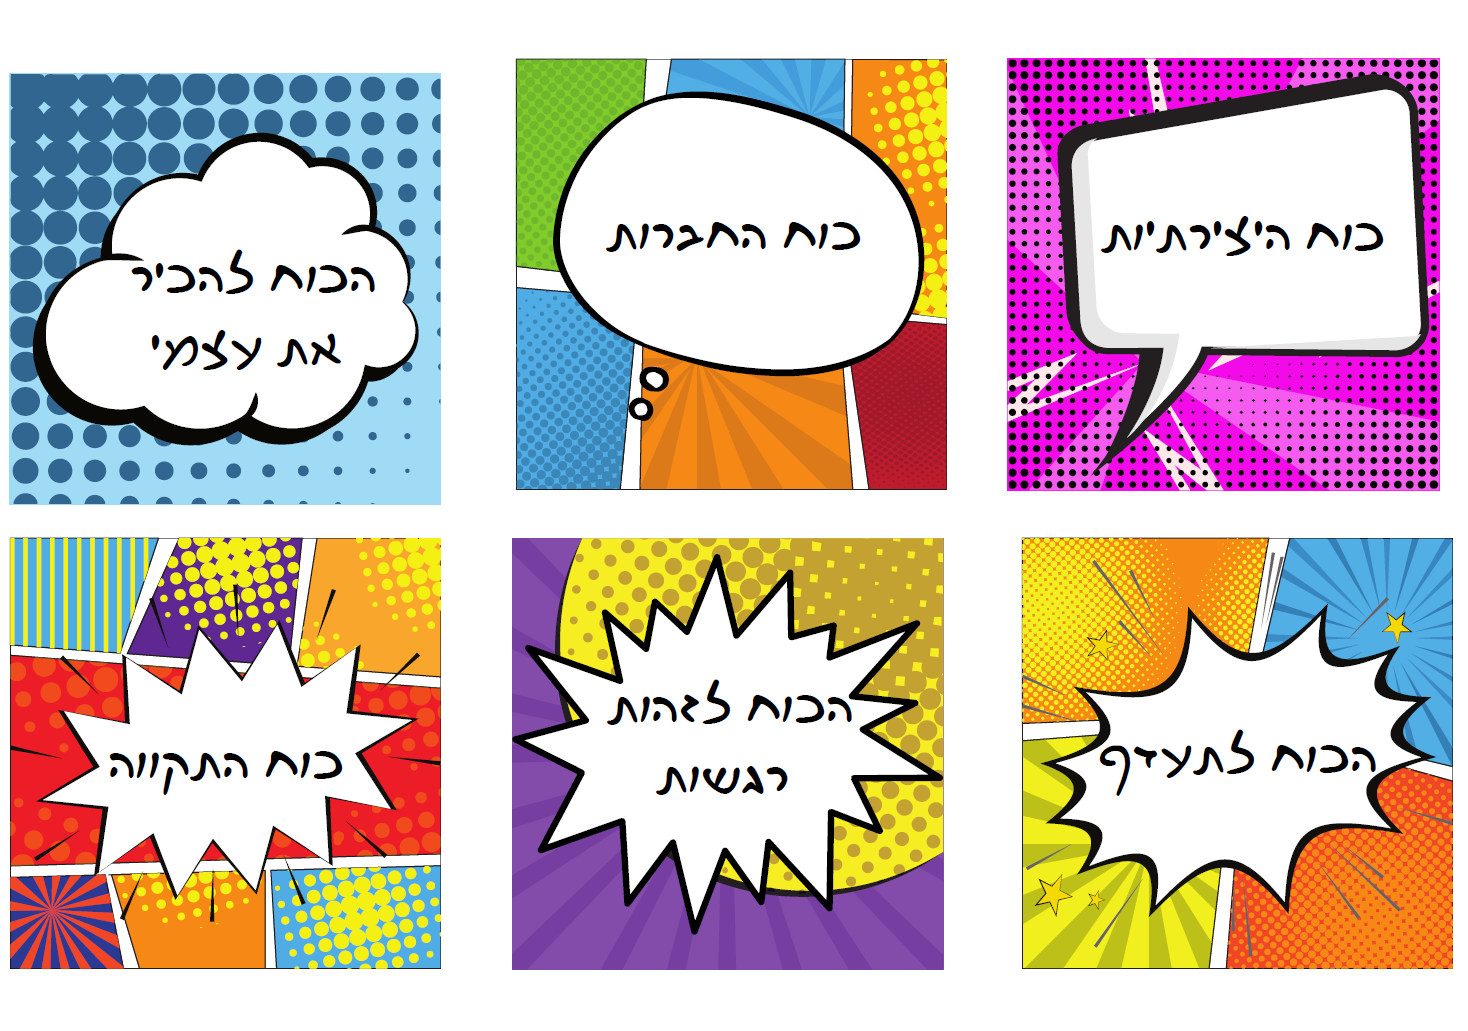 כוח היצירתיות
כוח החברות
הכוח להכיר
את עצמי
הכוח לתעדף
הכוח לזהות
רגשות
כוח התקווה